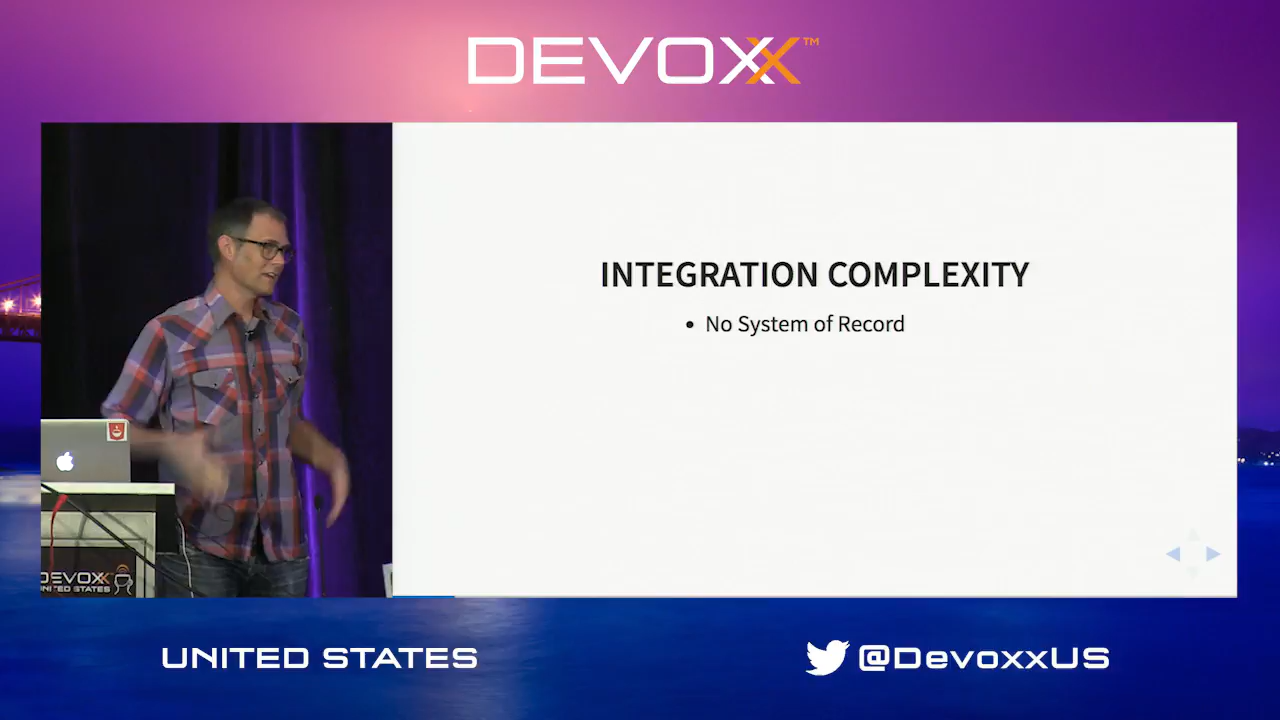 DEVOXX™
INTEGRATION COMPLEXITY
• No System of Record
DEVOXX
UNITED STATES
UNITED STATES
@DevoxxUS